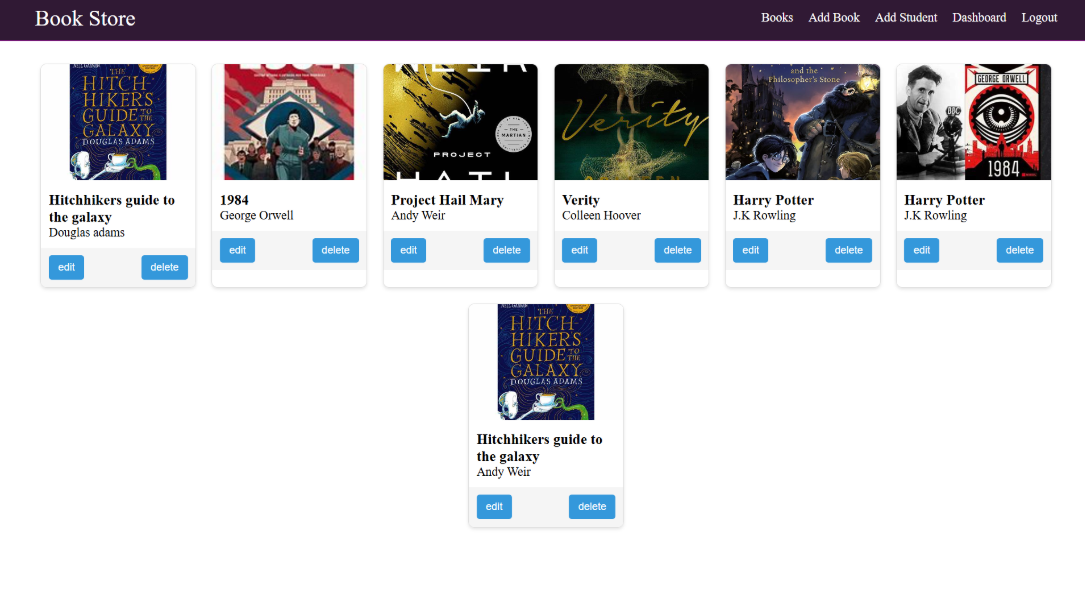 Book Store
Books Add Book Add Student Dashboard Logout
THE
HITCH-
HIKER'S
GUIDE TO
THE
GALAXY
DOUGLAS ADAMS
Hitchhikers guide to
the galaxy
Douglas adams
edit delete
1984
George Orwell
edit delete
THE
MARTIAN
PROJECT
Project Hail Mary
Andy Weir
edit delete
Verity
Verity
Colleen Hoover
edit delete
and the
Philosopher's Stone
Harry Potter
J.K Rowling
edit delete
GEORGE ORWELL
BBC
1984
Harry Potter
J.K Rowling
edit delete
THE
HITCH-
HIKER'S
GUIDE TO
THE
GALAXY
DOUGLAS ADAMS
Hitchhikers guide to
the galaxy
Andy Weir
edit delete